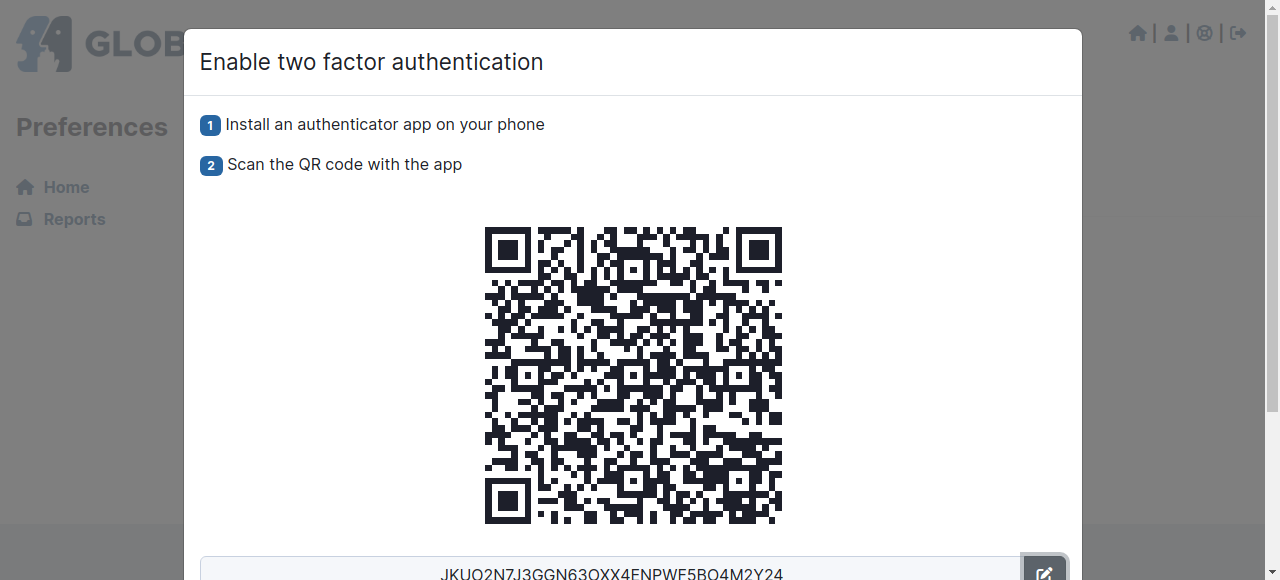 GLOB
Enable two factor authentication
Preferences
1 Install an authenticator app on your phone
2 Scan the QR code with the app
Home
Reports
JKUO2N7J3GGN63OXX4ENPWF5BO4M2Y24